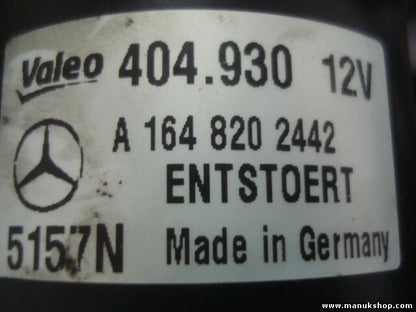 Valeo 404.930 12V
A 164 820 2442
ENTSTOERT
5157N Made in Germany
www.manukshop.com